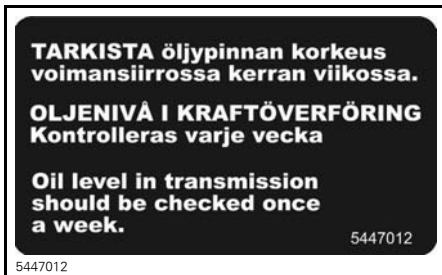 TARKISTA öljypinnan korkeus
voimansiirrossa kerran viikossa.
OLJENIVÅ I KRAFTÖVERFÖRING
Kontrolleras varje vecka
Oil level in transmission
should be checked once
a week.
5447012
5447012